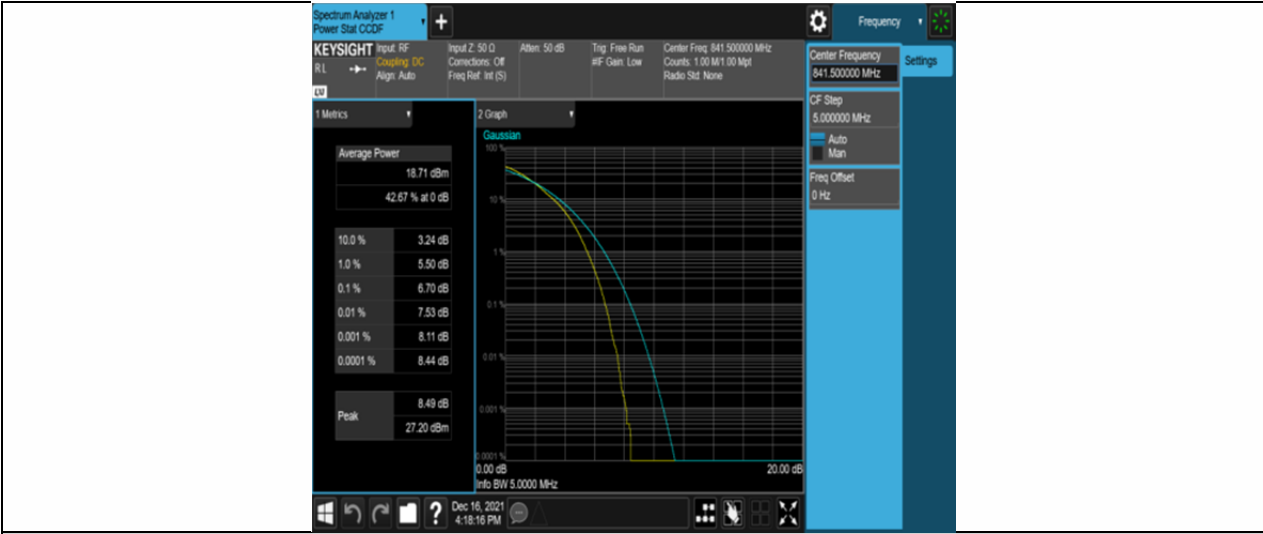 Spectrum Analyzer 1
Power Stat CCDF
Frequency
KEYSIGHT
R L
LV
Input: RF
Coupling: DC
Align: Auto
Input Z: 50 Ω
Corrections: Off
Freq Ref: Int (S)
Atten: 50 dB
Trig: Free Run
#IF Gain: Low
Center Freq: 841.500000 MHz
Counts: 1.00 M/1.00 Mpt
Radio Std: None
Center Frequency
841.500000 MHz
Settings
CF Step
5.000000 MHz
Auto
Man
Freq Offset
0 Hz
1 Metrics
Average Power
18.71 dBm
42.67 % at 0 dB
10.0 % 3.24 dB
1.0 % 5.50 dB
0.1 % 6.70 dB
0.01 % 7.53 dB
0.001 % 8.11 dB
0.0001 % 8.44 dB
Peak
8.49 dB
27.20 dBm
2 Graph
Gaussian
100 %
10 %
1 %
0.1 %
0.01 %
0.001 %
0.0001 %
0.00 dB 20.00 dB
Info BW 5.0000 MHz
?
Dec 16, 2021
4:18:16 PM